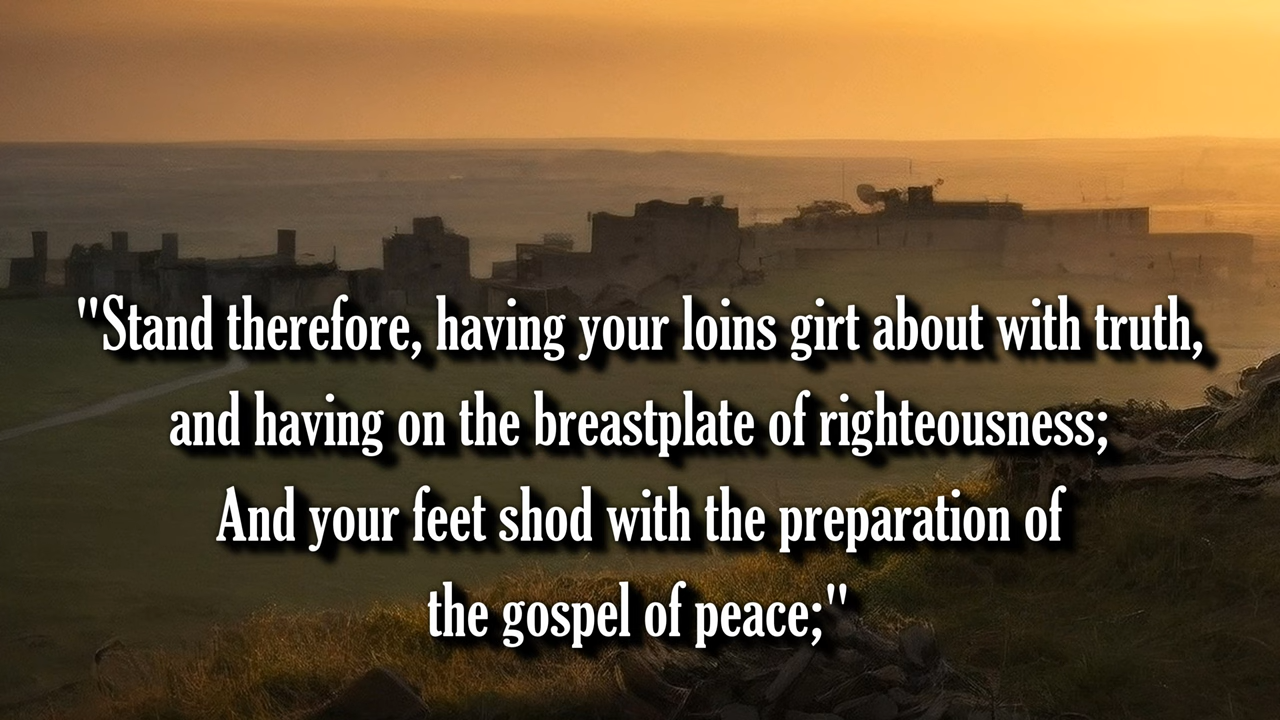 "Stand therefore, having your loins girt about with truth,
and having on the breastplate of righteousness;
And your feet shod with the preparation of
the gospel of peace;"